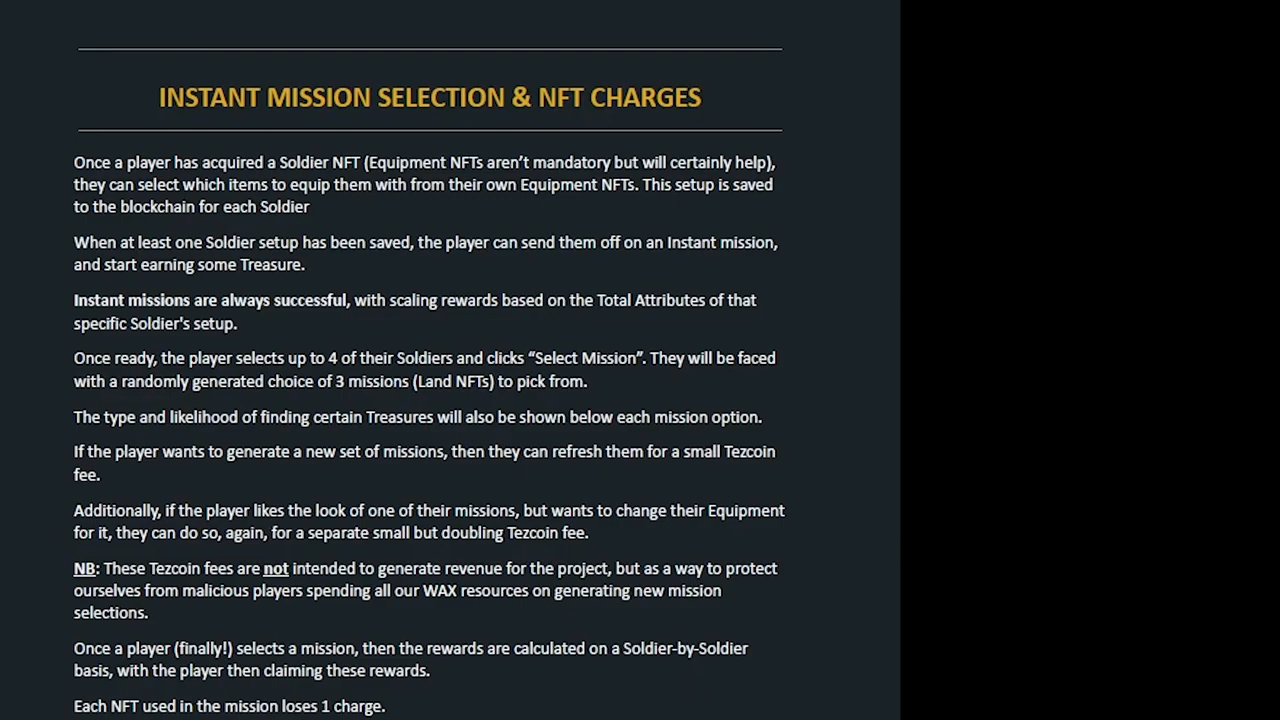 INSTANT MISSION SELECTION & NFT CHARGES
Once a player has acquired a Soldier NFT (Equipment NFTs aren’t mandatory but will certainly help),
they can select which items to equip them with from their own Equipment NFTs. This setup is saved
to the blockchain for each Soldier
When at least one Soldier setup has been saved, the player can send them off on an Instant mission,
and start earning some Treasure.
Instant missions are always successful, with scaling rewards based on the Total Attributes of that
specific Soldier's setup.
Once ready, the player selects up to 4 of their Soldiers and clicks “Select Mission”. They will be faced
with a randomly generated choice of 3 missions (Land NFTs) to pick from.
The type and likelihood of finding certain Treasures will also be shown below each mission option.
If the player wants to generate a new set of missions, then they can refresh them for a small Tezcoin
fee.
Additionally, if the player likes the look of one of their missions, but wants to change their Equipment
for it, they can do so, again, for a separate small but doubling Tezcoin fee.
NB: These Tezcoin fees are not intended to generate revenue for the project, but as a way to protect
ourselves from malicious players spending all our WAX resources on generating new mission
selections.
Once a player (finally!) selects a mission, then the rewards are calculated on a Soldier-by-Soldier
basis, with the player then claiming these rewards.
Each NFT used in the mission loses 1 charge.